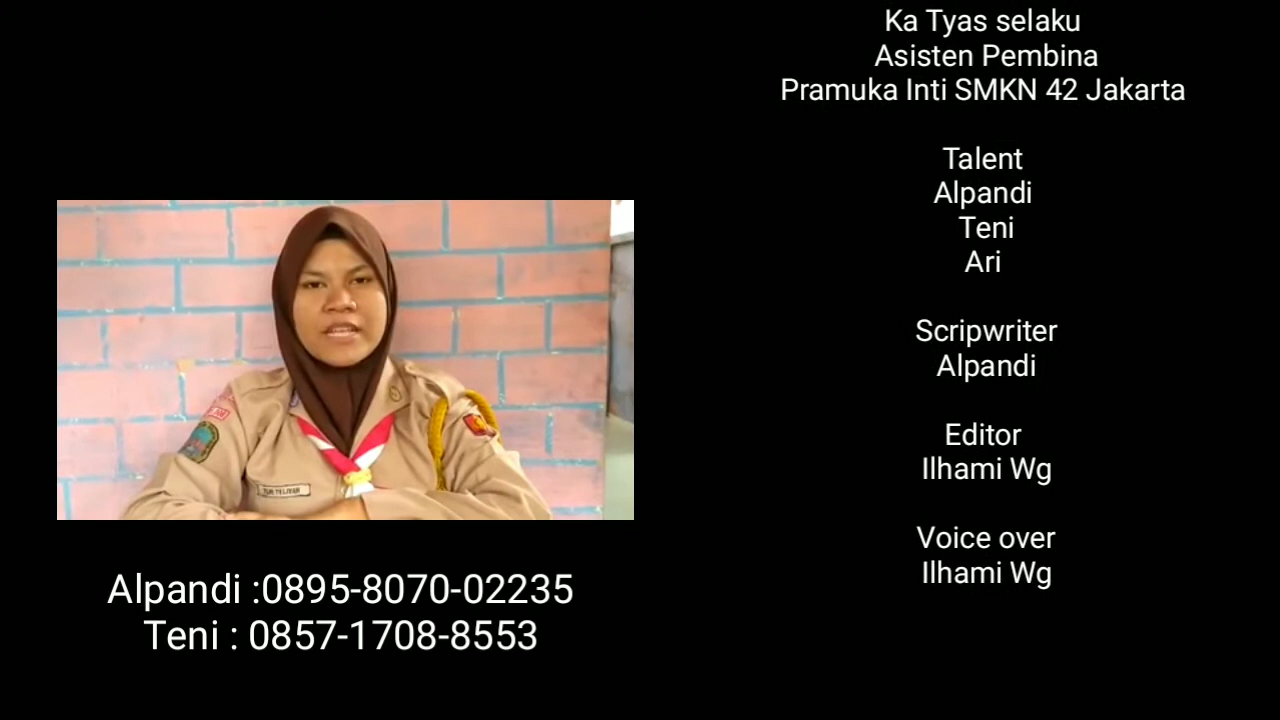 Ka Tyas selaku
Asisten Pembina
Pramuka Inti SMKN 42 Jakarta
Talent
Alpandi
Teni
Ari
Scripwriter
Alpandi
Editor
Ilhami Wg
Voice over
Ilhami Wg
Alpandi :0895-8070-02235
Teni : 0857-1708-8553